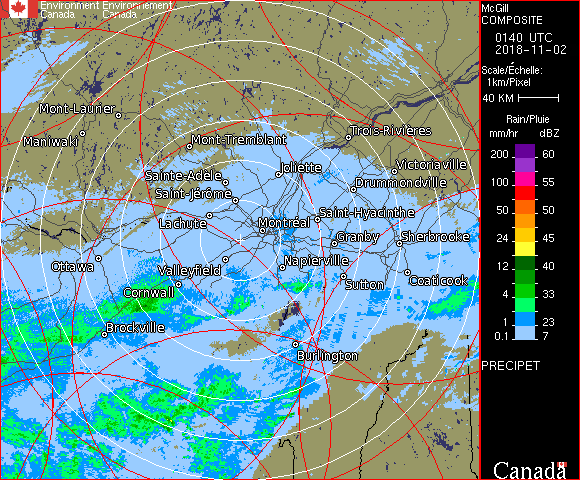 Environment Environnement
Canada Canada
McGill
COMPOSITE
0140 UTC
2018-11-02
Scale/Échelle:
1km/Pixel
40 KM
Rain/Pluie
mm/hr dBZ
200 60
100 55
50 50
24 45
12 40
4 33
1 23
0.1 7
PRECIPET
Canada
Mont-Laurier
Maniwaki
Mont-Tremblant
Trois-Rivières
Joliette
Victoriaville
Sainte-Adèle
Drummondville
Saint-Jérôme
Lachute
Saint-Hyacinthe
Montréal
Granby
Sherbrooke
Ottawa
Valleyfield
Napierville
Cornwall
Sutton
Coaticook
Brockville
Burlington